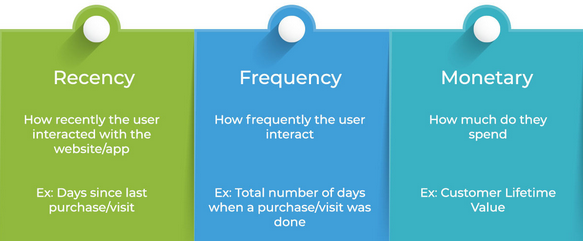 Recency
How recently the user
interacted with the
website/app
Ex: Days since last
purchase/visit
Frequency
How frequently the user
interact
Ex: Total number of days
when a purchase/visit was
done
Monetary
How much do they
spend
Ex: Customer Lifetime
Value